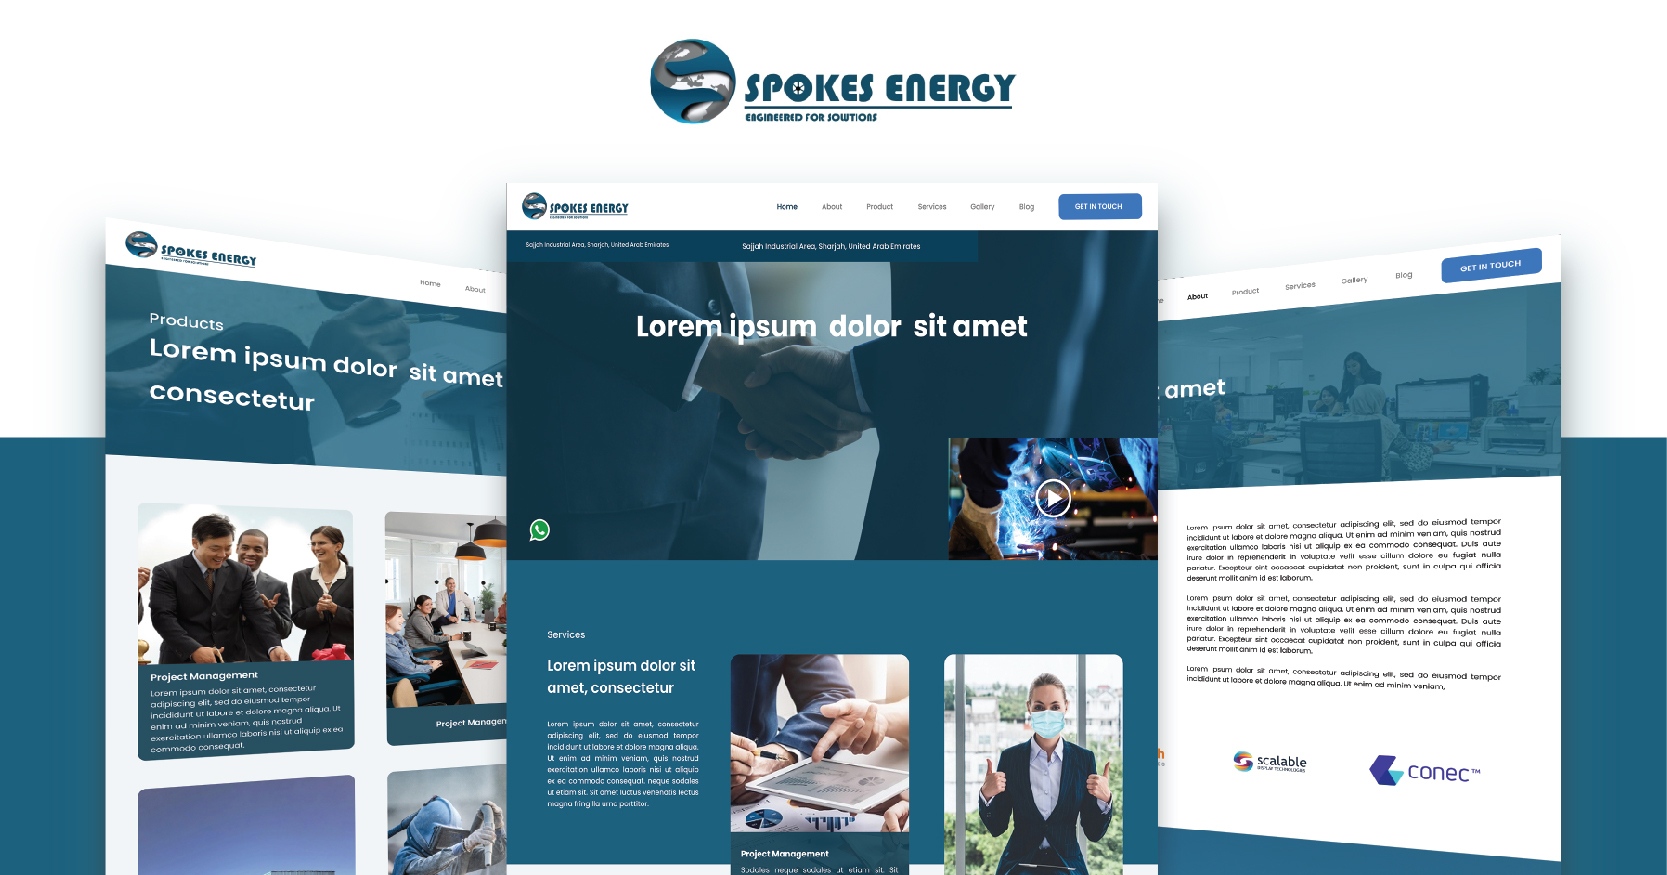 SPOKES ENERGY
ENGINEERED FOR SOLUTIONS
SPOKES ENERGY
Home
About
Products
Lorem ipsum dolor sit amet
consectetur
Project Management
Lorem ipsum dolor sit amet, consectetur
adipiscing elit, sed do eiusmod tempor
incididunt ut labore et dolore magna aliqua. Ut
enim ad minim veniam, quis nostrud
exercitation ullamco laboris nisi ut aliquip ex ea
commodo consequat.
Project Managem
SPOKES ENERGY
ENGINEERED FOR SOLUTIONS
Home
About
Product
Services
Gallery
Blog
GET IN TOUCH
Sajjah Industrial Area, Sharjah, United Arab Emirates
Sajjah Industrial Area, Sharjah, United Arab Emirates
Lorem ipsum dolor sit amet
Services
Lorem ipsum dolor sit
amet, consectetur
Lorem ipsum dolor sit amet, consectetur
adipiscing elit, sed do eiusmod tempor
incididunt ut labore et dolore magna aliqua.
Ut enim ad minim veniam, quis nostrud
exercitation ullamco laboris nisi ut aliquip
ex ea commodo consequat. neque sodales
ut etiam sit. Sit amet luctus venenatis lectus
magna fringilla urna porttitor.
Project Management
Sodales neque sodales ut etiam sit. Sit
About
Product
Services
Gallery
Blog
GET IN TOUCH
amet
Lorem ipsum dolor sit amet, consectetur adipiscing elit, sed do eiusmod tempor
incididunt ut labore et dolore magna aliqua. Ut enim ad minim veniam, quis nostrud
exercitation ullamco laboris nisi ut aliquip ex ea commodo consequat. Duis aute
irure dolor in reprehenderit in voluptate velit esse cillum dolore eu fugiat nulla
pariatur. Excepteur sint occaecat cupidatat non proident, sunt in culpa qui officia
deserunt mollit anim id est laborum.
Lorem ipsum dolor sit amet, consectetur adipiscing elit, sed do eiusmod tempor
incididunt ut labore et dolore magna aliqua. Ut enim ad minim veniam, quis nostrud
exercitation ullamco laboris nisi ut aliquip ex ea commodo consequat. Duis aute
irure dolor in reprehenderit in voluptate velit esse cillum dolore eu fugiat nulla
pariatur. Excepteur sint occaecat cupidatat non proident, sunt in culpa qui officia
deserunt mollit anim id est laborum.
Lorem ipsum dolor sit amet, consectetur adipiscing elit, sed do eiusmod tempor
incididunt ut labore et dolore magna aliqua. Ut enim ad minim veniam,
scalable
DISPLAY TECHNOLOGIES
conec™